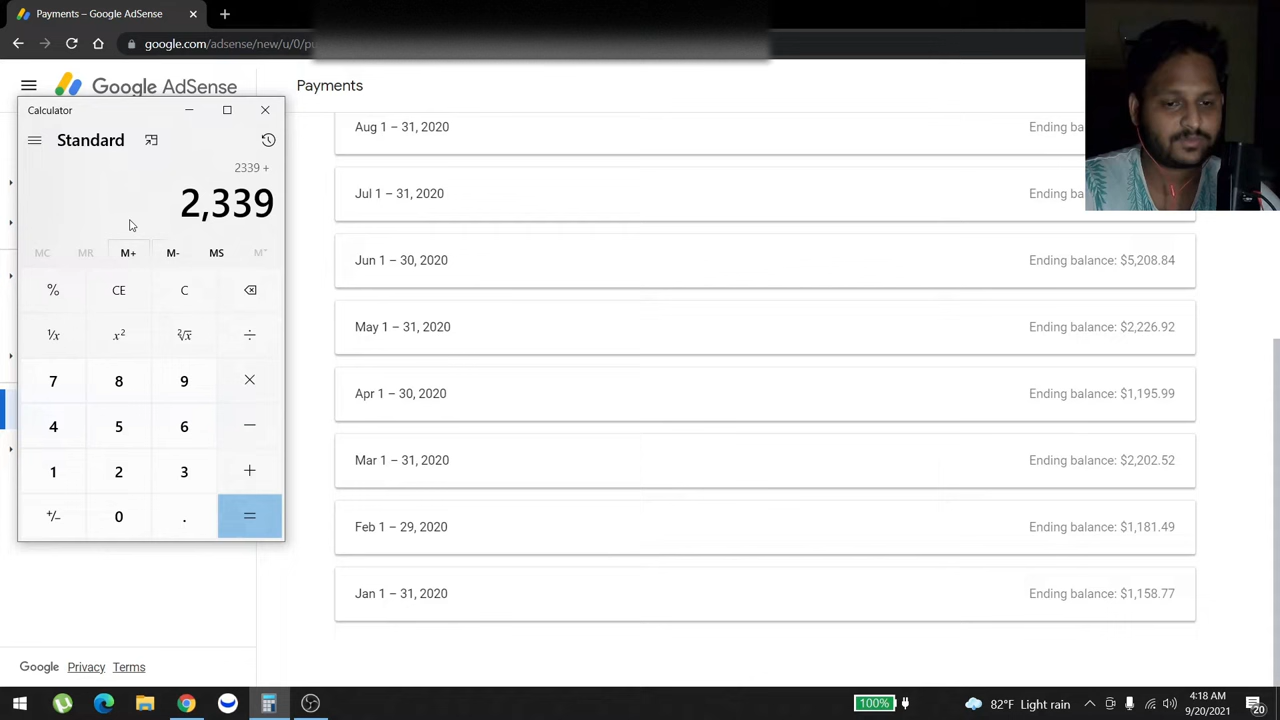 Payments – Google AdSense
google.com/adsense/new/u/0/pu
Google AdSense
Payments
Calculator
Standard
2339 +
2,339
MC MR M+ M- MS M˅
% CE C
¹/x x² ²√x ÷
7 8 9 ×
4 5 6 −
1 2 3 +
+/− 0 . =
Aug 1 – 31, 2020
Ending ba
Jul 1 – 31, 2020
Ending ba
Jun 1 – 30, 2020
Ending balance: $5,208.84
May 1 – 31, 2020
Ending balance: $2,226.92
Apr 1 – 30, 2020
Ending balance: $1,195.99
Mar 1 – 31, 2020
Ending balance: $2,202.52
Feb 1 – 29, 2020
Ending balance: $1,181.49
Jan 1 – 31, 2020
Ending balance: $1,158.77
Google Privacy Terms
100%
82°F Light rain
4:18 AM
9/20/2021
20